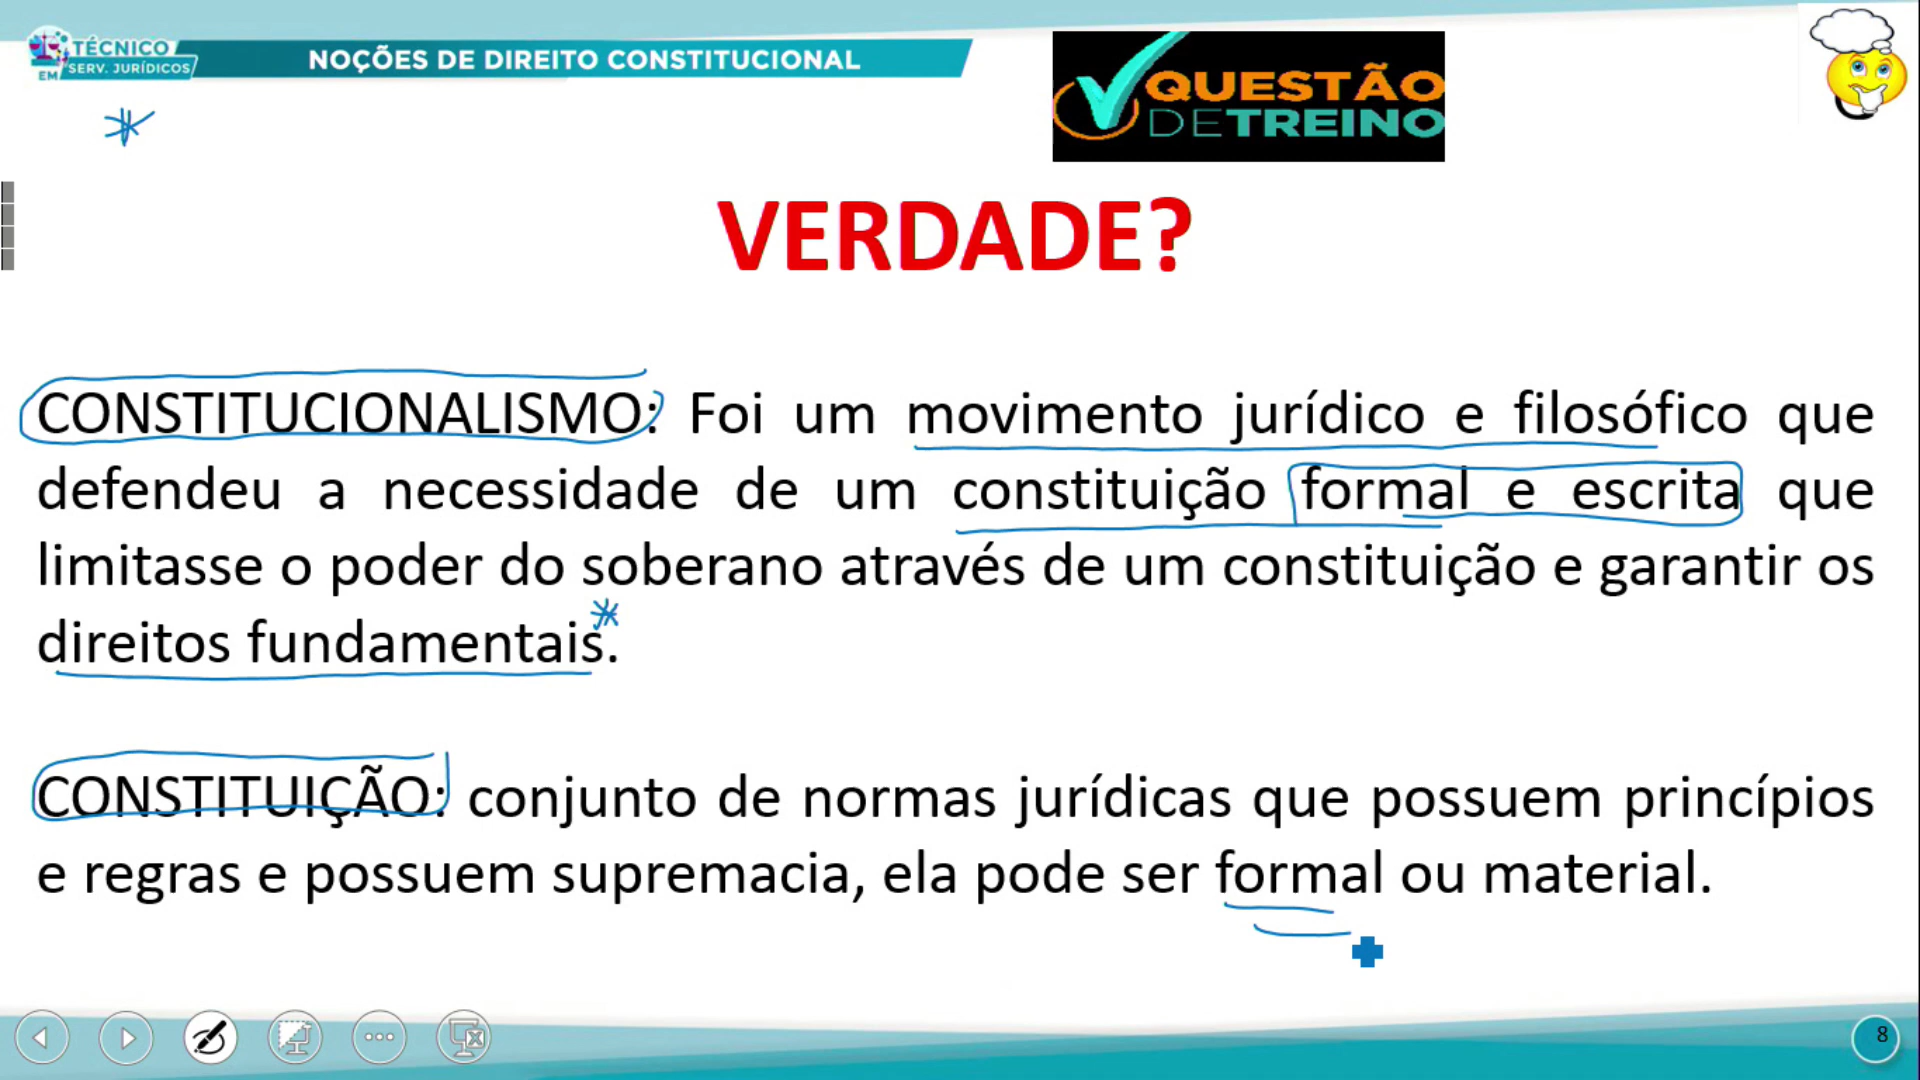 TÉCNICO
EM SERV. JURÍDICOS
NOÇÕES DE DIREITO CONSTITUCIONAL
QUESTÃO
DETREINO
VERDADE?
CONSTITUCIONALISMO: Foi um movimento jurídico e filosófico que
defendeu a necessidade de um constituição formal e escrita que
limitasse o poder do soberano através de um constituição e garantir os
direitos fundamentais.
CONSTITUIÇÃO: conjunto de normas jurídicas que possuem princípios
e regras e possuem supremacia, ela pode ser formal ou material.
8